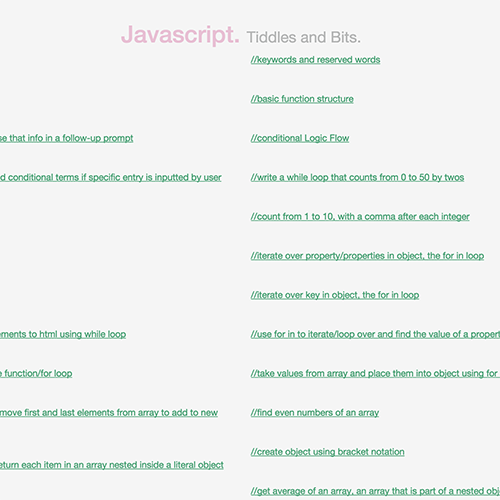 Javascript. Tiddles and Bits.
//keywords and reserved words
//basic function structure
se that info in a follow-up prompt
//conditional Logic Flow
d conditional terms if specific entry is inputted by user
//write a while loop that counts from 0 to 50 by twos
//count from 1 to 10, with a comma after each integer
//iterate over property/properties in object, the for in loop
//iterate over key in object, the for in loop
ements to html using while loop
//use for in to iterate/loop over and find the value of a propert
e function/for loop
//take values from array and place them into object using for
move first and last elements from array to add to new
//find even numbers of an array
//create object using bracket notation
eturn each item in an array nested inside a literal object
//get average of an array, an array that is part of a nested obj